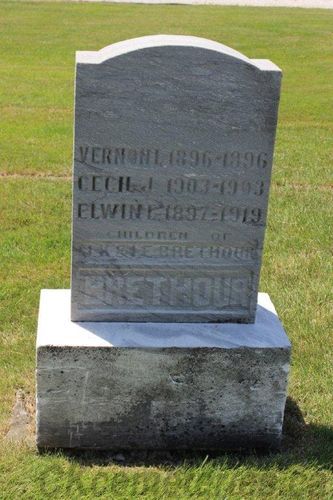 VERNON I. 1896-1896
CECIL J. 1903-1903
ELWIN E. 1897-1919
CHILDREN OF
BRETHOUR
BRETHOUR